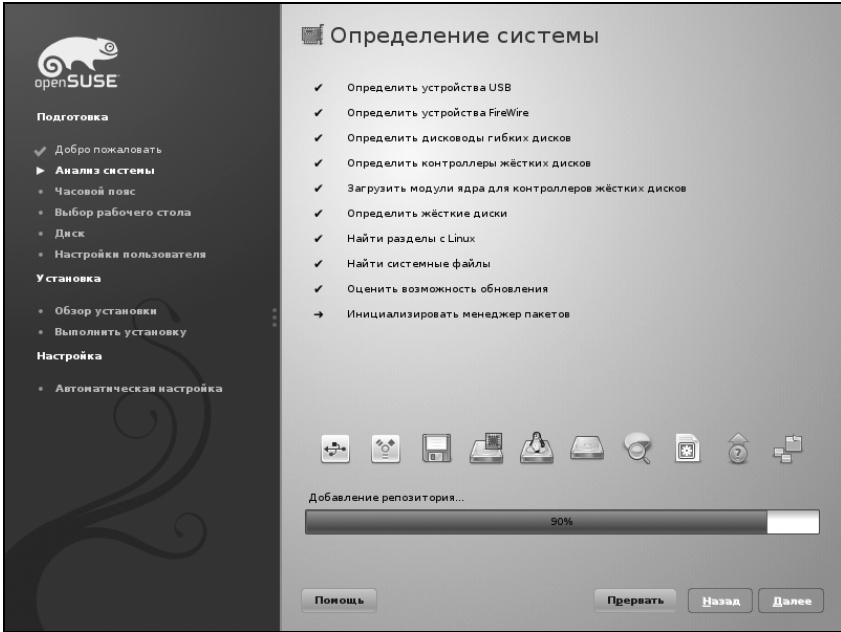 openSUSE
Подготовка
Добро пожаловать
Анализ системы
Часовой пояс
Выбор рабочего стола
Диск
Настройки пользователя
Установка
Обзор установки
Выполнить установку
Настройка
Автоматическая настройка
Определение системы
Определить устройства USB
Определить устройства FireWire
Определить дисководы гибких дисков
Определить контроллеры жёстких дисков
Загрузить модули ядра для контроллеров жёстких дисков
Определить жёсткие диски
Найти разделы с Linux
Найти системные файлы
Оценить возможность обновления
Инициализировать менеджер пакетов
Добавление репозитория...
90%
Помощь
Прервать
Назад
Далее